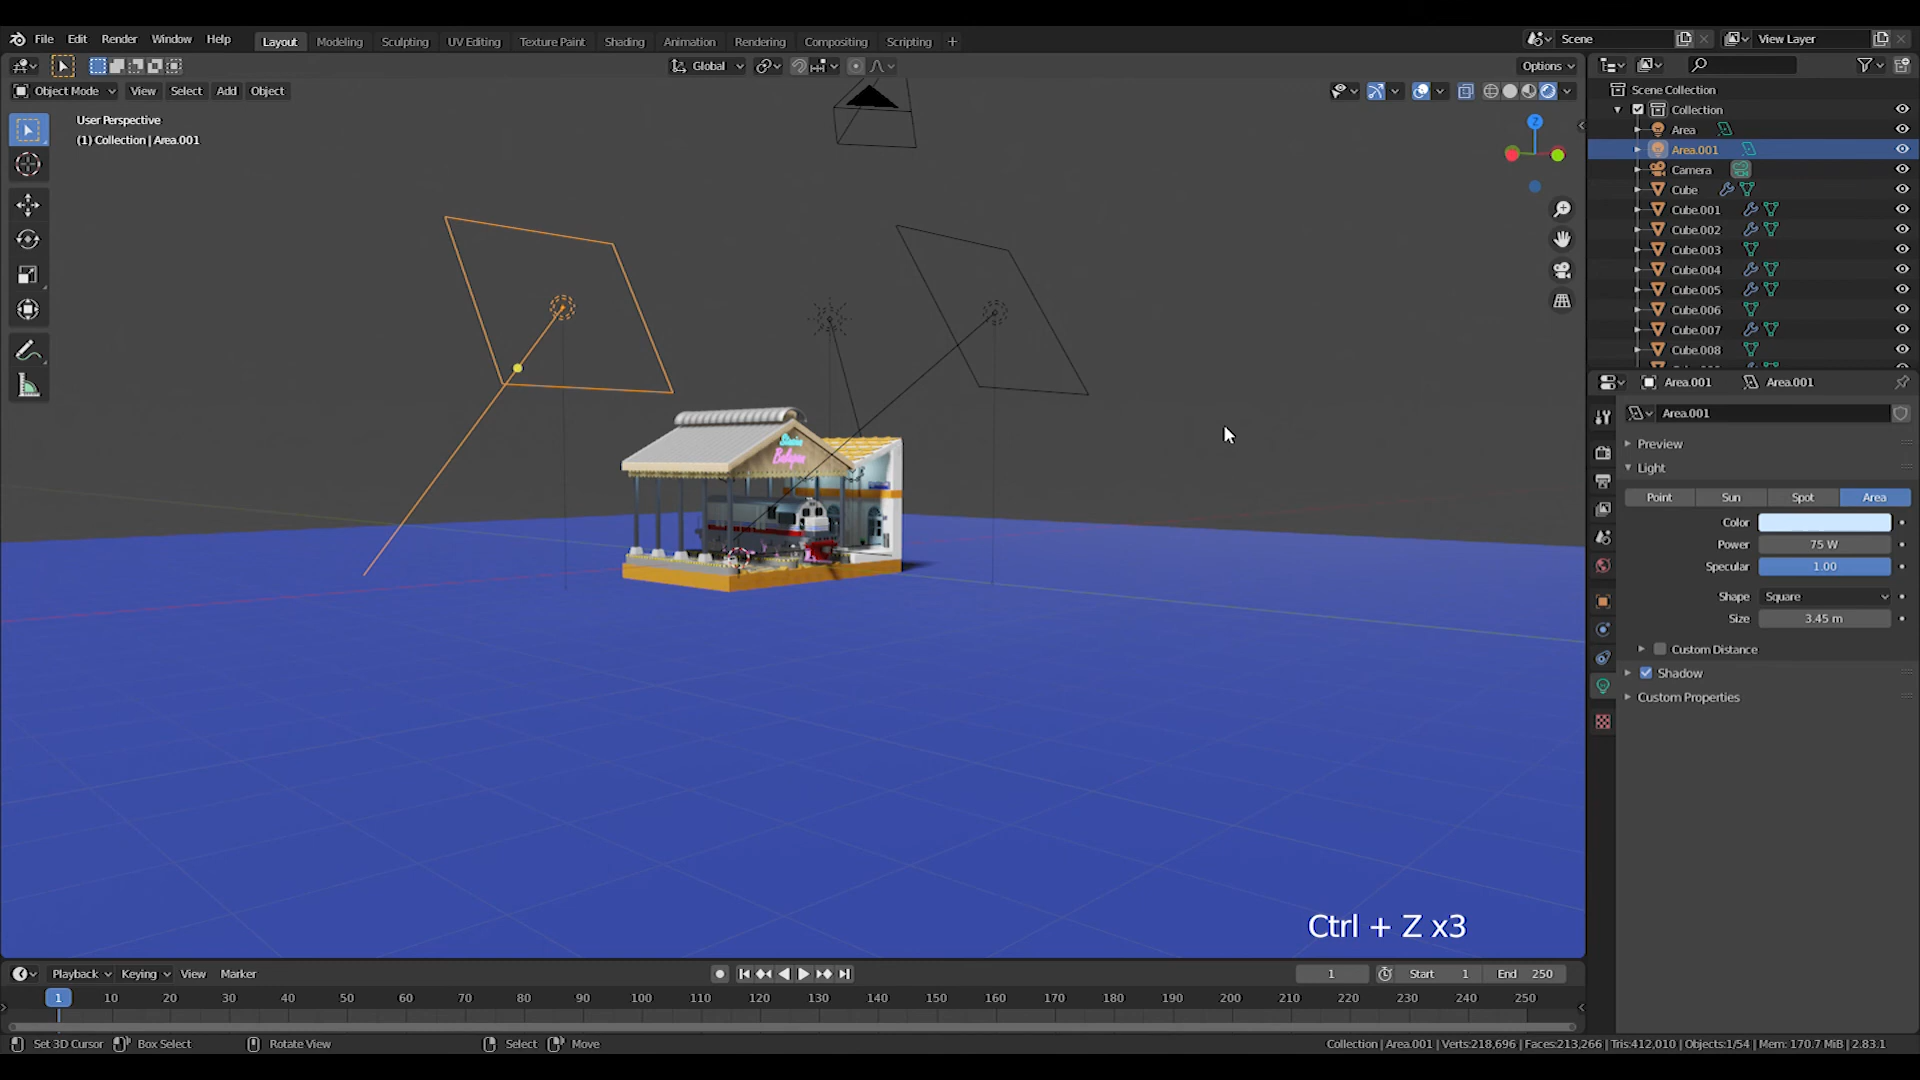 File Edit Render Window Help Layout Modeling Sculpting UV Editing Texture Paint Shading Animation Rendering Compositing Scripting + Scene View Layer
Global Options
Object Mode View Select Add Object
User Perspective
(1) Collection | Area.001
Z
Scene Collection
Collection
Area
Area.001
Camera
Cube
Cube.001
Cube.002
Cube.003
Cube.004
Cube.005
Cube.006
Cube.007
Cube.008
Area.001 Area.001
Area.001
Preview
Light
Point Sun Spot Area
Color
Power 75 W
Specular 1.00
Shape Square
Size 3.45 m
Custom Distance
Shadow
Custom Properties
Ctrl + Z x3
Playback Keying View Marker 1 Start 1 End 250
1 10 20 30 40 50 60 70 80 90 100 110 120 130 140 150 160 170 180 190 200 210 220 230 240 250
Set 3D Cursor Box Select Rotate View Select Move Collection | Area.001 | Verts:218,696 | Faces:213,266 | Tris:412,010 | Objects:1/54 | Mem: 170.7 MiB | 2.83.1